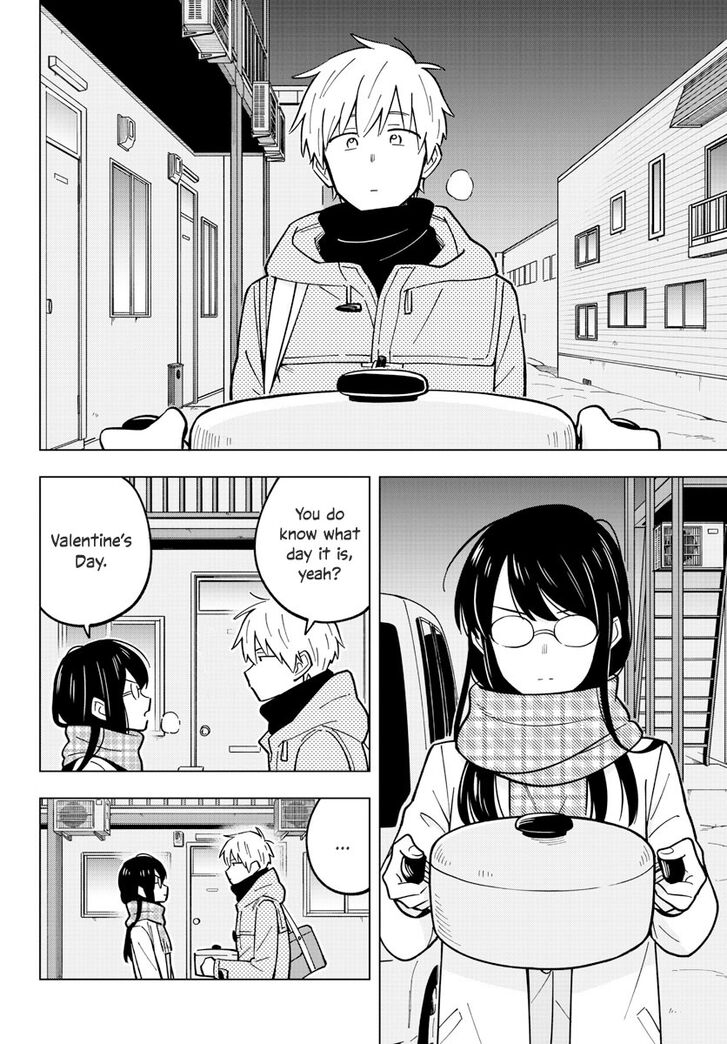 You do
know what
day it is,
yeah?
Valentine's
Day.
...